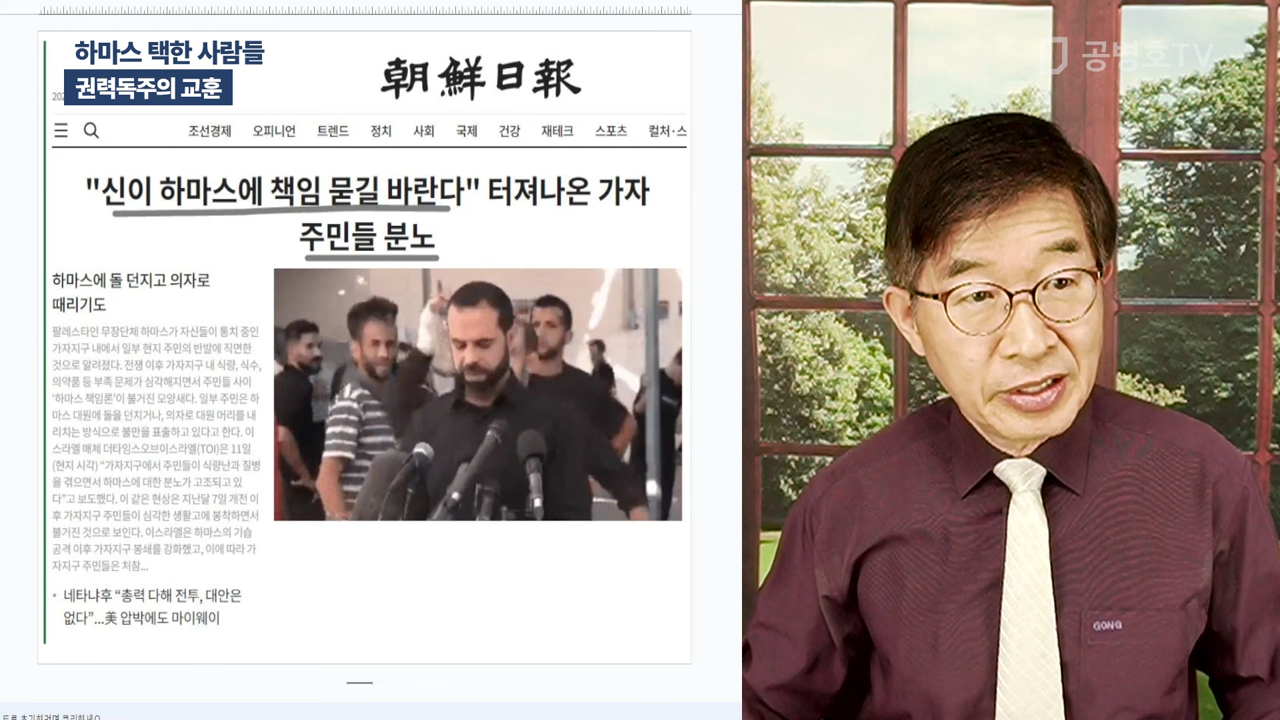 하마스 택한 사람들
권력독주의 교훈
朝鮮日報
공병호TV
조선경제 오피니언 트렌드 정치 사회 국제 건강 재테크 스포츠 컬처·스
"신이 하마스에 책임 묻길 바란다" 터져나온 가자
주민들 분노
하마스에 돌 던지고 의자로
때리기도
팔레스타인 무장단체 하마스가 자신들이 통치 중인
가자지구 내에서 일부 현지 주민의 반발에 직면한
것으로 알려졌다. 전쟁 이후 가자지구 내 식량, 식수,
의약품 등 부족 문제가 심각해지면서 주민들 사이
'하마스 책임론'이 불거진 모양새다. 일부 주민은 하
마스 대원에 돌을 던지거나, 의자로 대원 머리를 내
리치는 방식으로 불만을 표출하고 있다고 한다. 이
스라엘 매체 더타임스오브이스라엘(TOI)은 11일
(현지 시각) "가자지구에서 주민들이 식량난과 질병
을 겪으면서 하마스에 대한 분노가 고조되고 있
다"고 보도했다. 이 같은 현상은 지난달 7일 개전 이
후 가자지구 주민들이 심각한 생활고에 봉착하면서
불거진 것으로 보인다. 이스라엘은 하마스의 기습
공격 이후 가자지구 봉쇄를 강화했고, 이에 따라 가
자지구 주민들은 처참...
• 네타냐후 “총력 다해 전투, 대안은
없다”...美 압박에도 마이웨이
GONG